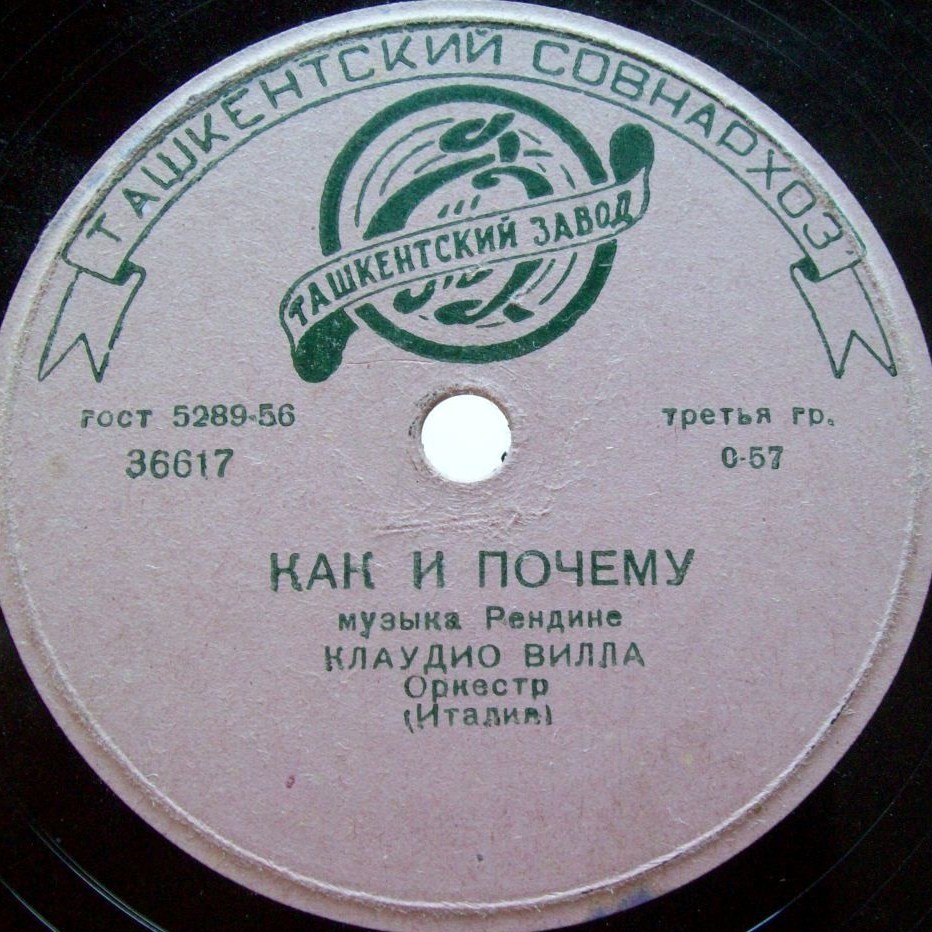 ТАШКЕНТСКИЙ СОВНАРХОЗ
ТАШКЕНТСКИЙ ЗАВОД
гост 5289-56
36617
третья гр.
0-57
КАК И ПОЧЕМУ
музыка Рендине
КЛАУДИО ВИЛЛА
Оркестр
(Италия)